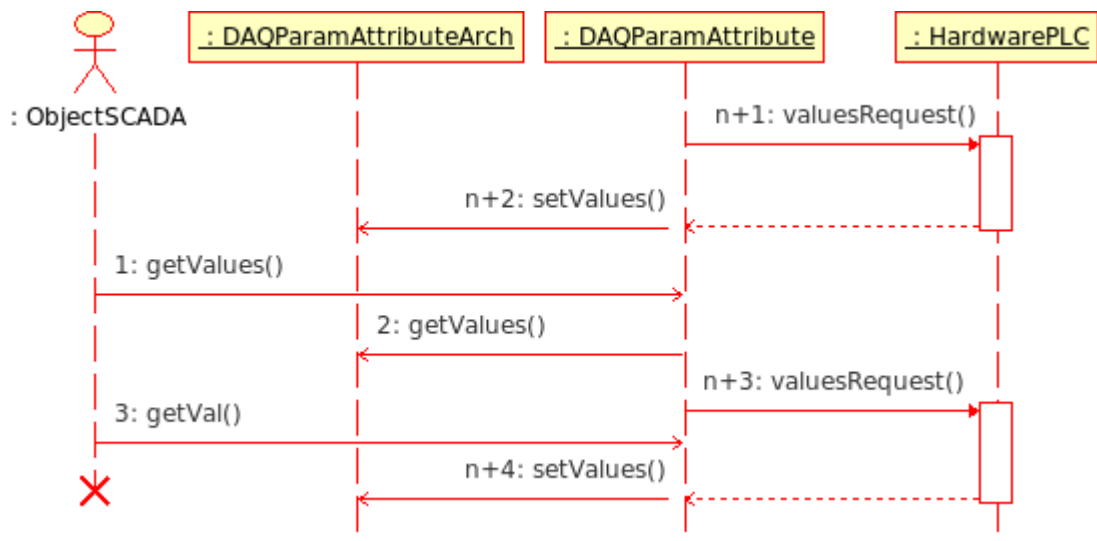 : DAQParamAttributeArch
: DAQParamAttribute
: HardwarePLC
: ObjectSCADA
n+1: valuesRequest()
n+2: setValues()
1: getValues()
2: getValues()
n+3: valuesRequest()
3: getVal()
n+4: setValues()